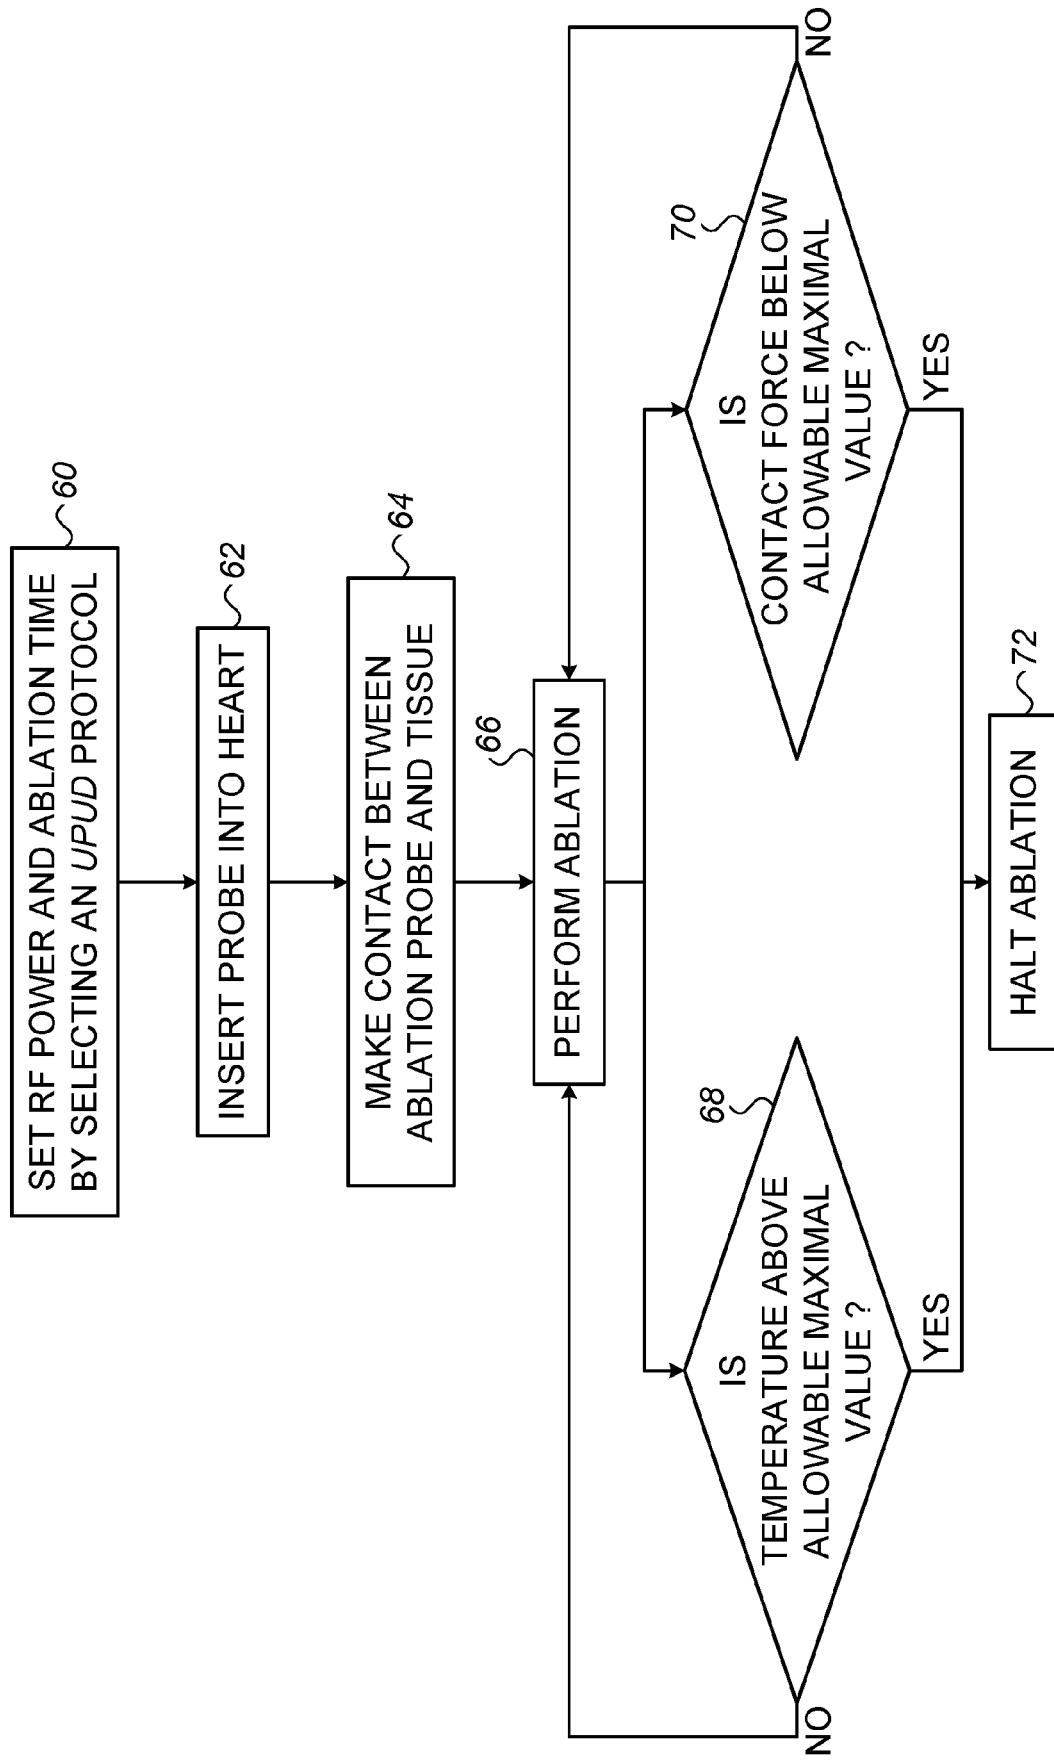 SET RF POWER AND ABLATION TIME
BY SELECTING AN UPUD PROTOCOL
60
INSERT PROBE INTO HEART
62
MAKE CONTACT BETWEEN
ABLATION PROBE AND TISSUE
64
66
PERFORM ABLATION
68
IS
TEMPERATURE ABOVE
ALLOWABLE MAXIMAL
VALUE ?
NO
YES
70
IS
CONTACT FORCE BELOW
ALLOWABLE MAXIMAL
VALUE ?
NO
YES
72
HALT ABLATION